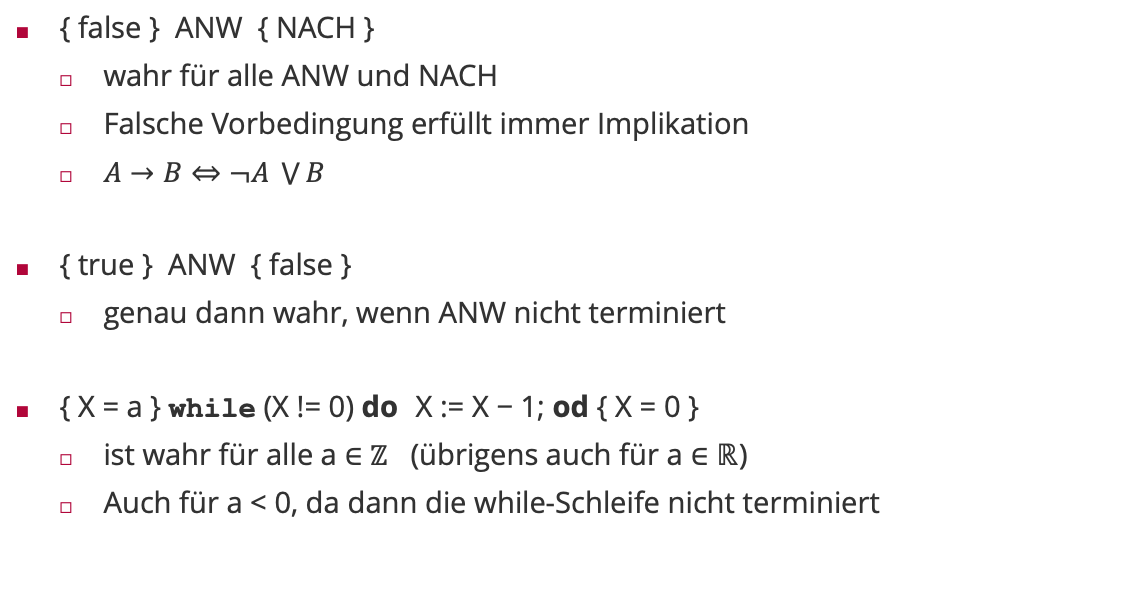 { false } ANW { NACH }
wahr für alle ANW und NACH
Falsche Vorbedingung erfüllt immer Implikation
A → B ⇔ ¬A ∨ B
{ true } ANW { false }
genau dann wahr, wenn ANW nicht terminiert
{ X = a } while (X != 0) do X := X − 1; od { X = 0 }
ist wahr für alle a ∈ ℤ (übrigens auch für a ∈ ℝ)
Auch für a < 0, da dann die while-Schleife nicht terminiert